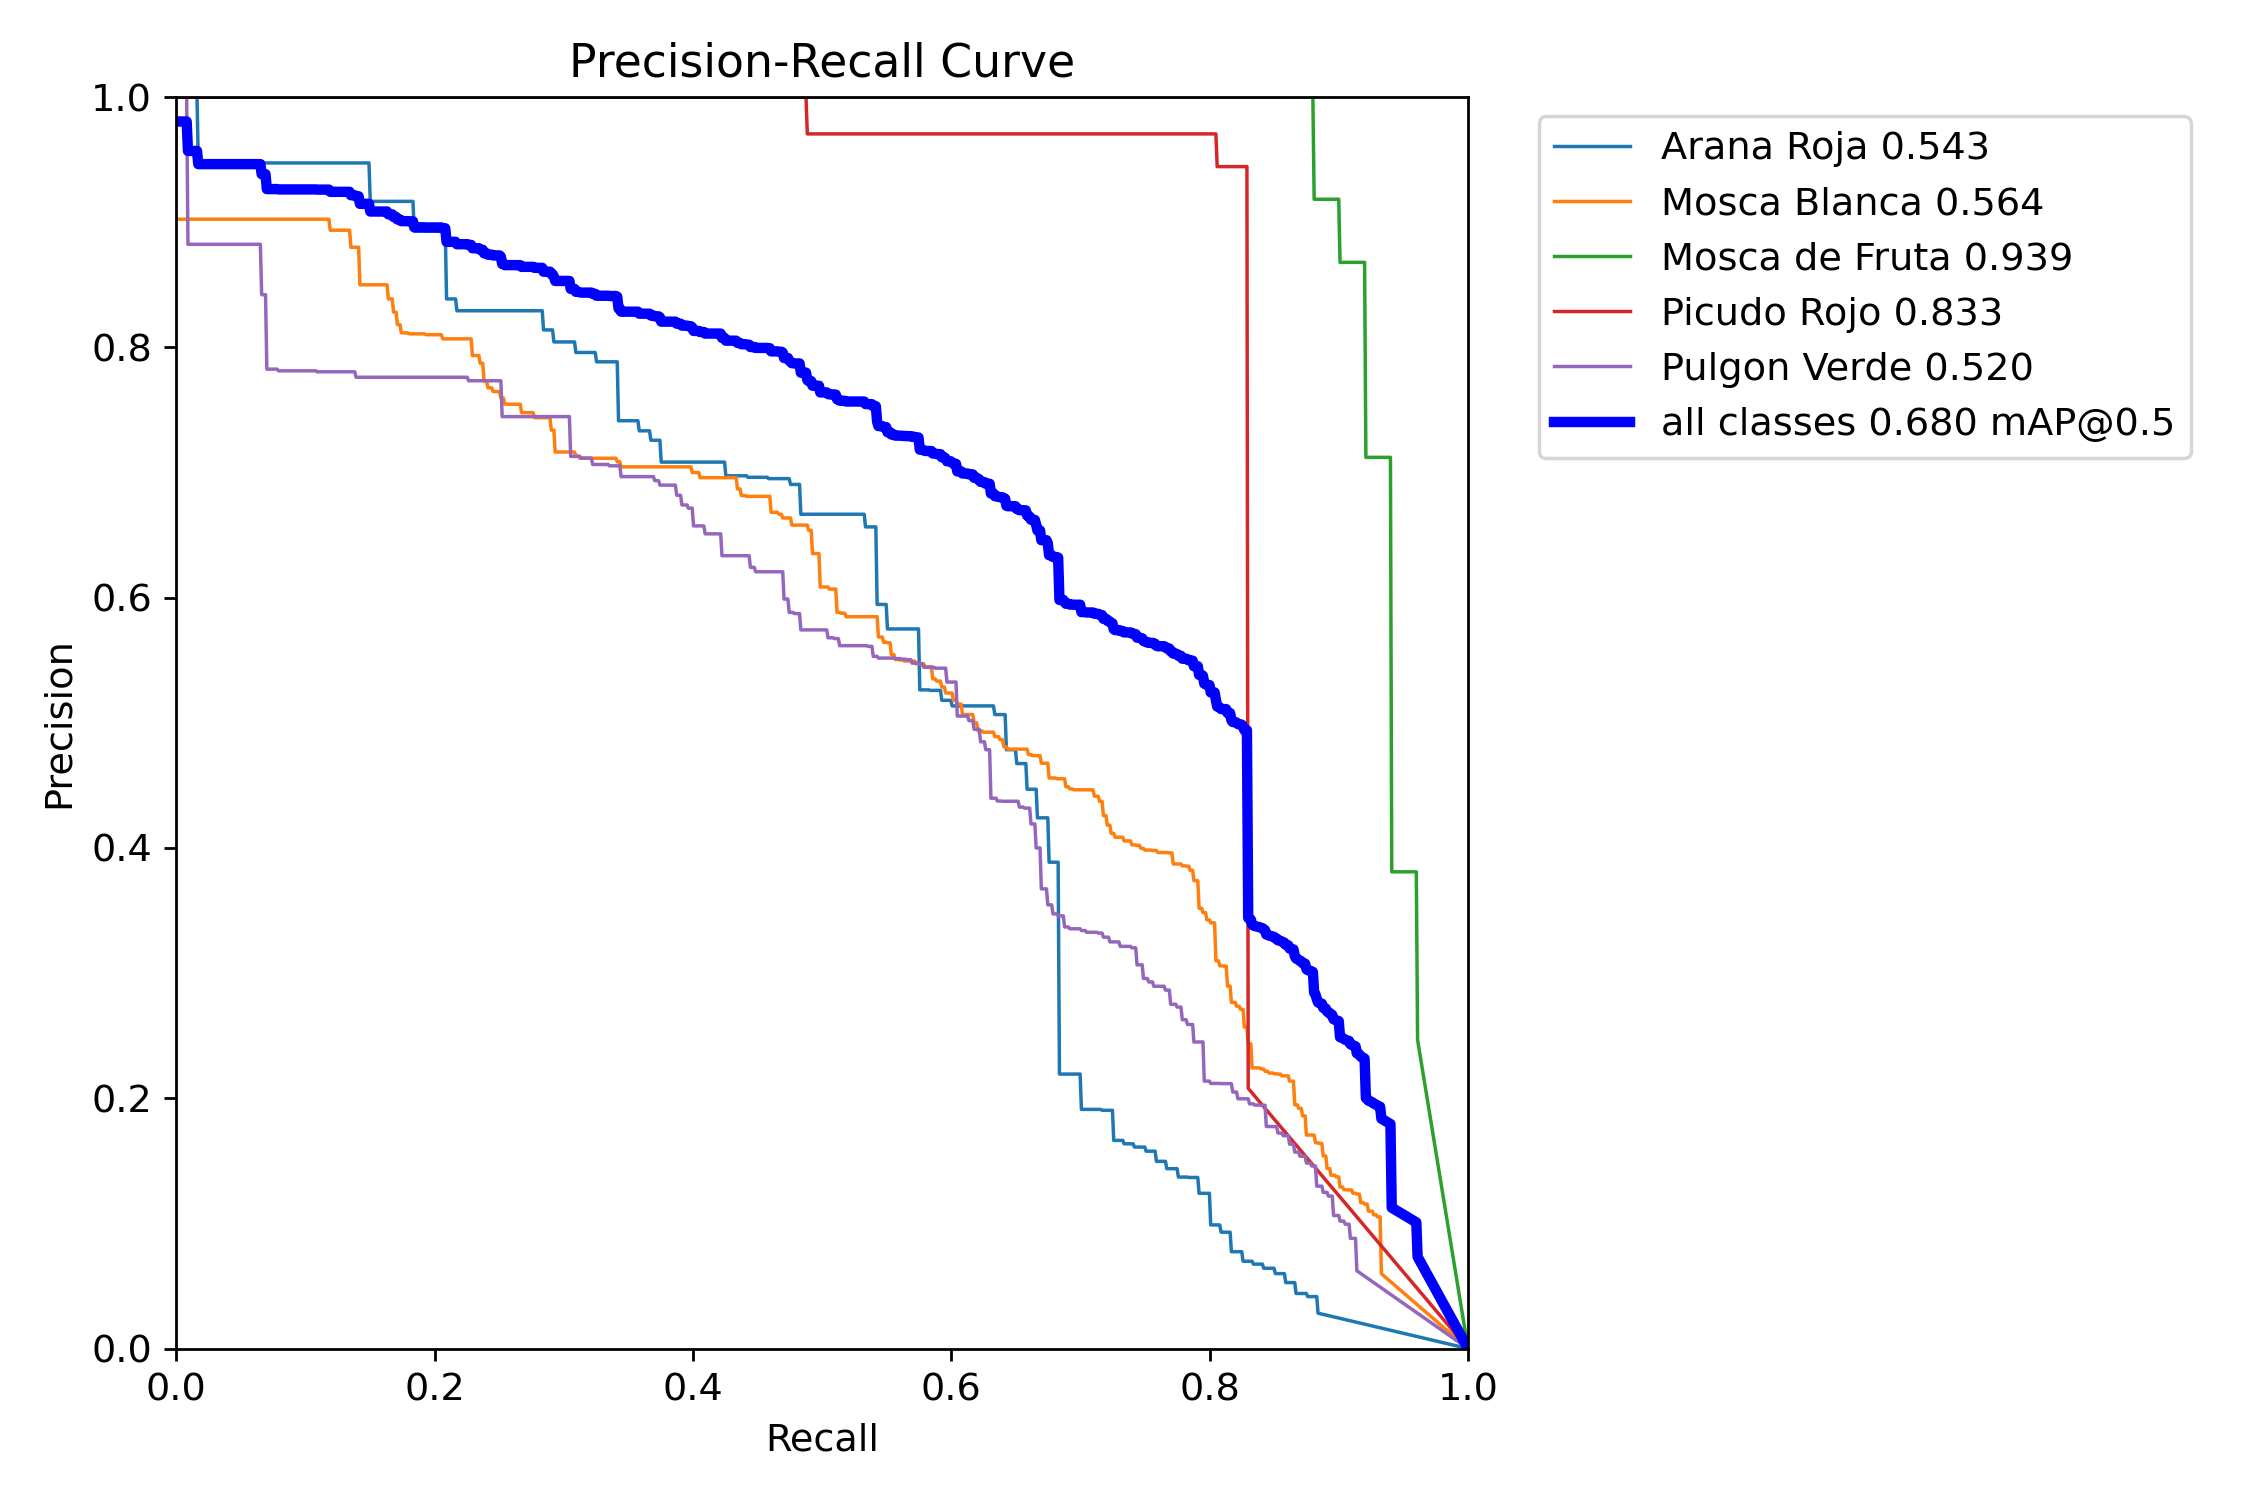 Precision-Recall Curve
1.0
0.8
0.6
0.4
0.2
0.0
Precision
0.0 0.2 0.4 0.6 0.8 1.0
Recall
Arana Roja 0.543
Mosca Blanca 0.564
Mosca de Fruta 0.939
Picudo Rojo 0.833
Pulgon Verde 0.520
all classes 0.680 mAP@0.5